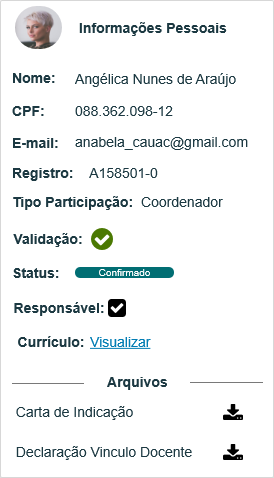 Informações Pessoais
Nome: Angélica Nunes de Araújo
CPF: 088.362.098-12
E-mail: anabela_cauac@gmail.com
Registro: A158501-0
Tipo Participação: Coordenador
Validação:
Status: Confirmado
Responsável:
Currículo: Visualizar
Arquivos
Carta de Indicação
Declaração Vinculo Docente